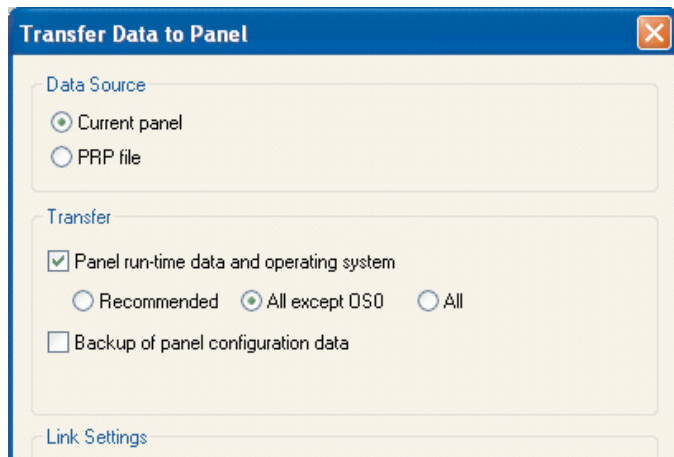 Transfer Data to Panel
Data Source
Current panel
PRP file
Transfer
Panel run-time data and operating system
Recommended All except OS0 All
Backup of panel configuration data
Link Settings